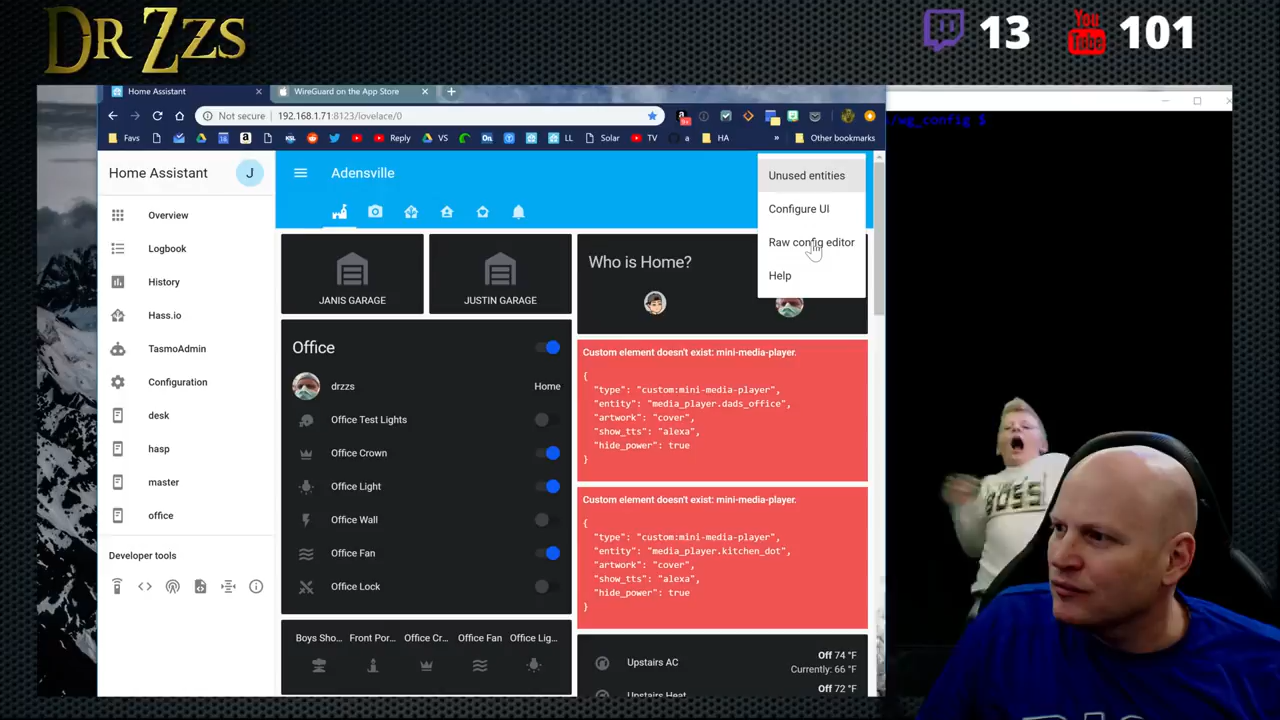 DR ZZS
13
You Tube
101
Home Assistant
WireGuard on the App Store
Not secure
192.168.1.71:8123/lovelace/0
Favs
Reply
VS
LL
Solar
TV
a
HA
»
Other bookmarks
/wg_config $
Home Assistant
J
Adensville
Unused entities
Configure UI
Raw config editor
Help
Overview
Logbook
History
Hass.io
TasmoAdmin
Configuration
desk
hasp
master
office
Developer tools
JANIS GARAGE
JUSTIN GARAGE
Who is Home?
Office
drzzs
Home
Office Test Lights
Office Crown
Office Light
Office Wall
Office Fan
Office Lock
Boys Sho...
Front Por...
Office Cr...
Office Fan
Office Lig...
Custom element doesn't exist: mini-media-player.
{
"type": "custom:mini-media-player",
"entity": "media_player.dads_office",
"artwork": "cover",
"show_tts": "alexa",
"hide_power": true
}
Custom element doesn't exist: mini-media-player.
{
"type": "custom:mini-media-player",
"entity": "media_player.kitchen_dot",
"artwork": "cover",
"show_tts": "alexa",
"hide_power": true
}
Upstairs AC
Off 74 °F
Currently: 66 °F
Upstairs Heat
Off 72 °F